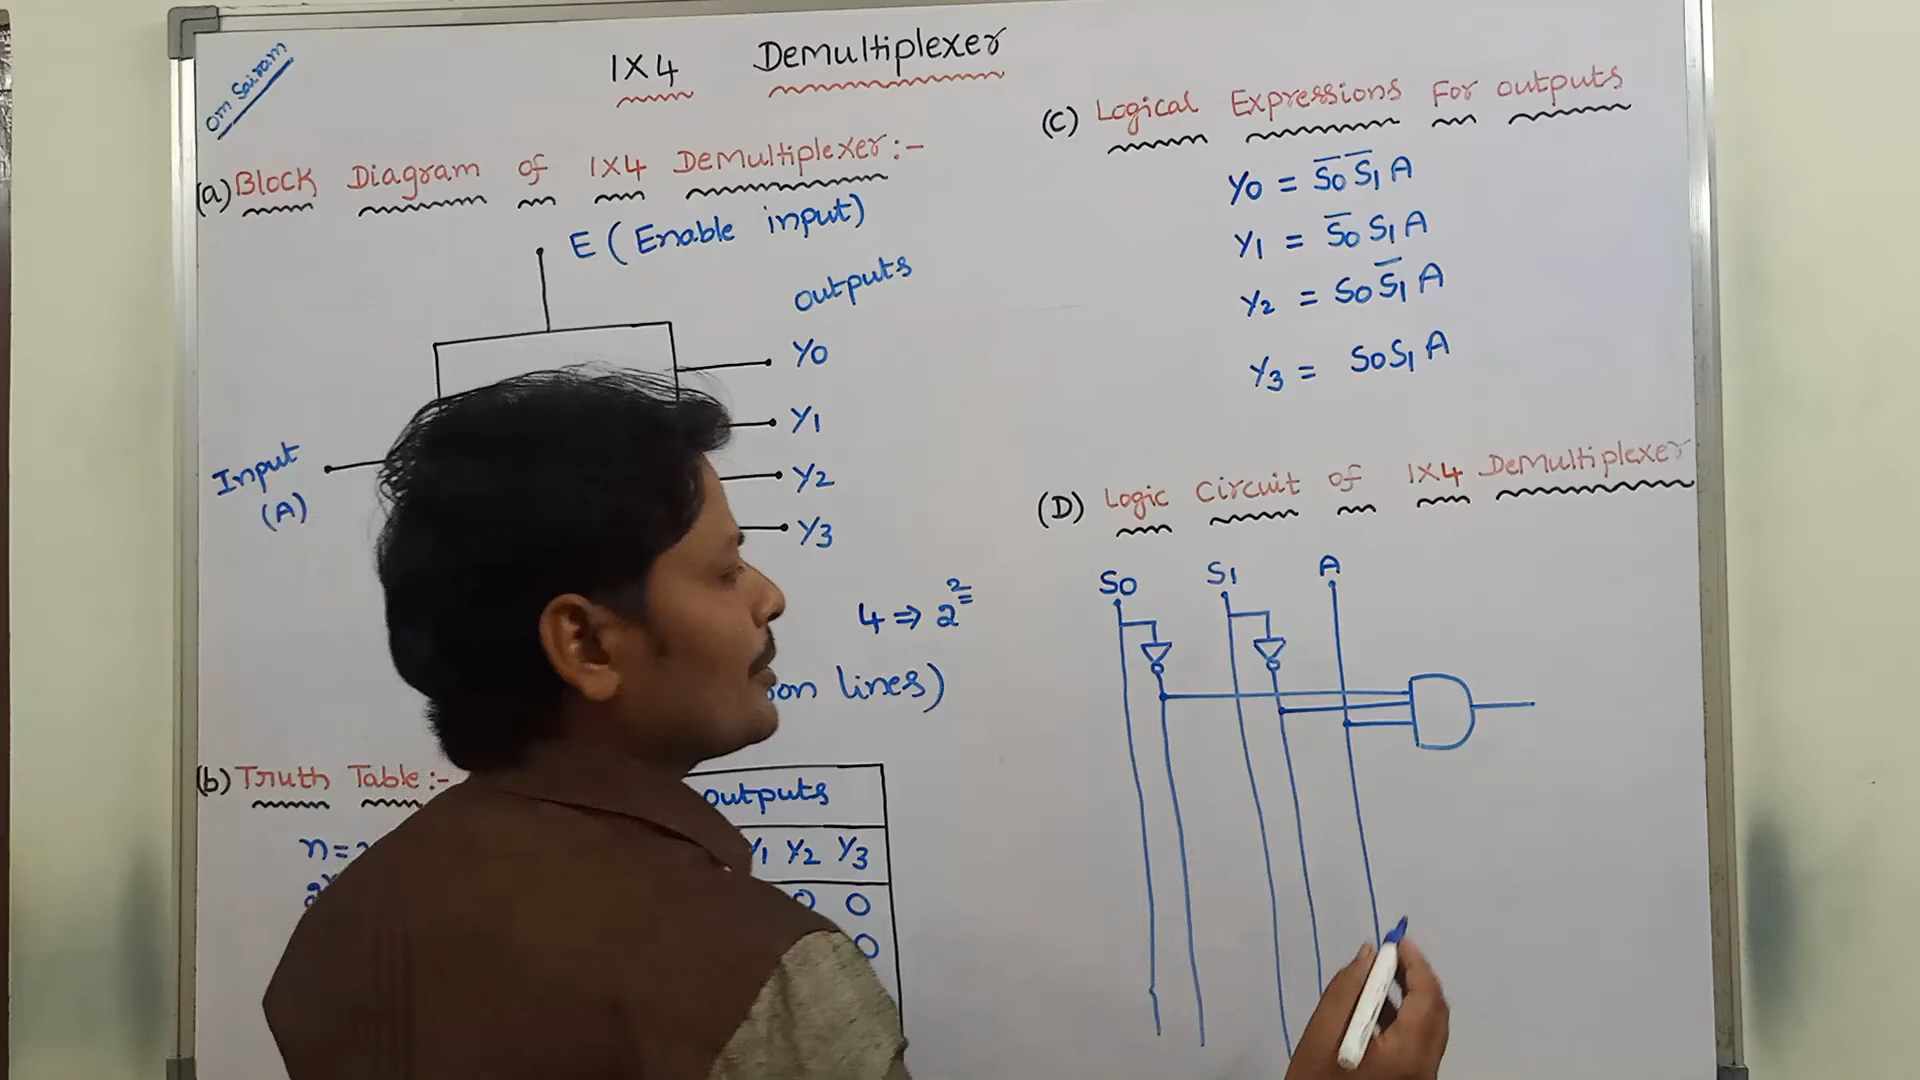 Om Sairam
1X4 Demultiplexer
(a) Block Diagram of 1X4 Demultiplexer:-
E (Enable input)
outputs
Y0
Y1
Y2
Y3
Input
(A)
4 ⇒ 2²
lines)
(b) Truth Table:-
n=
outputs
Y2 Y3
0 0
0
(C) Logical Expressions For outputs
Y0 = S̅0 S̅1 A
Y1 = S̅0 S1 A
Y2 = S0 S̅1 A
Y3 = S0 S1 A
(D) Logic Circuit of 1X4 Demultiplexer
S0 S1 A